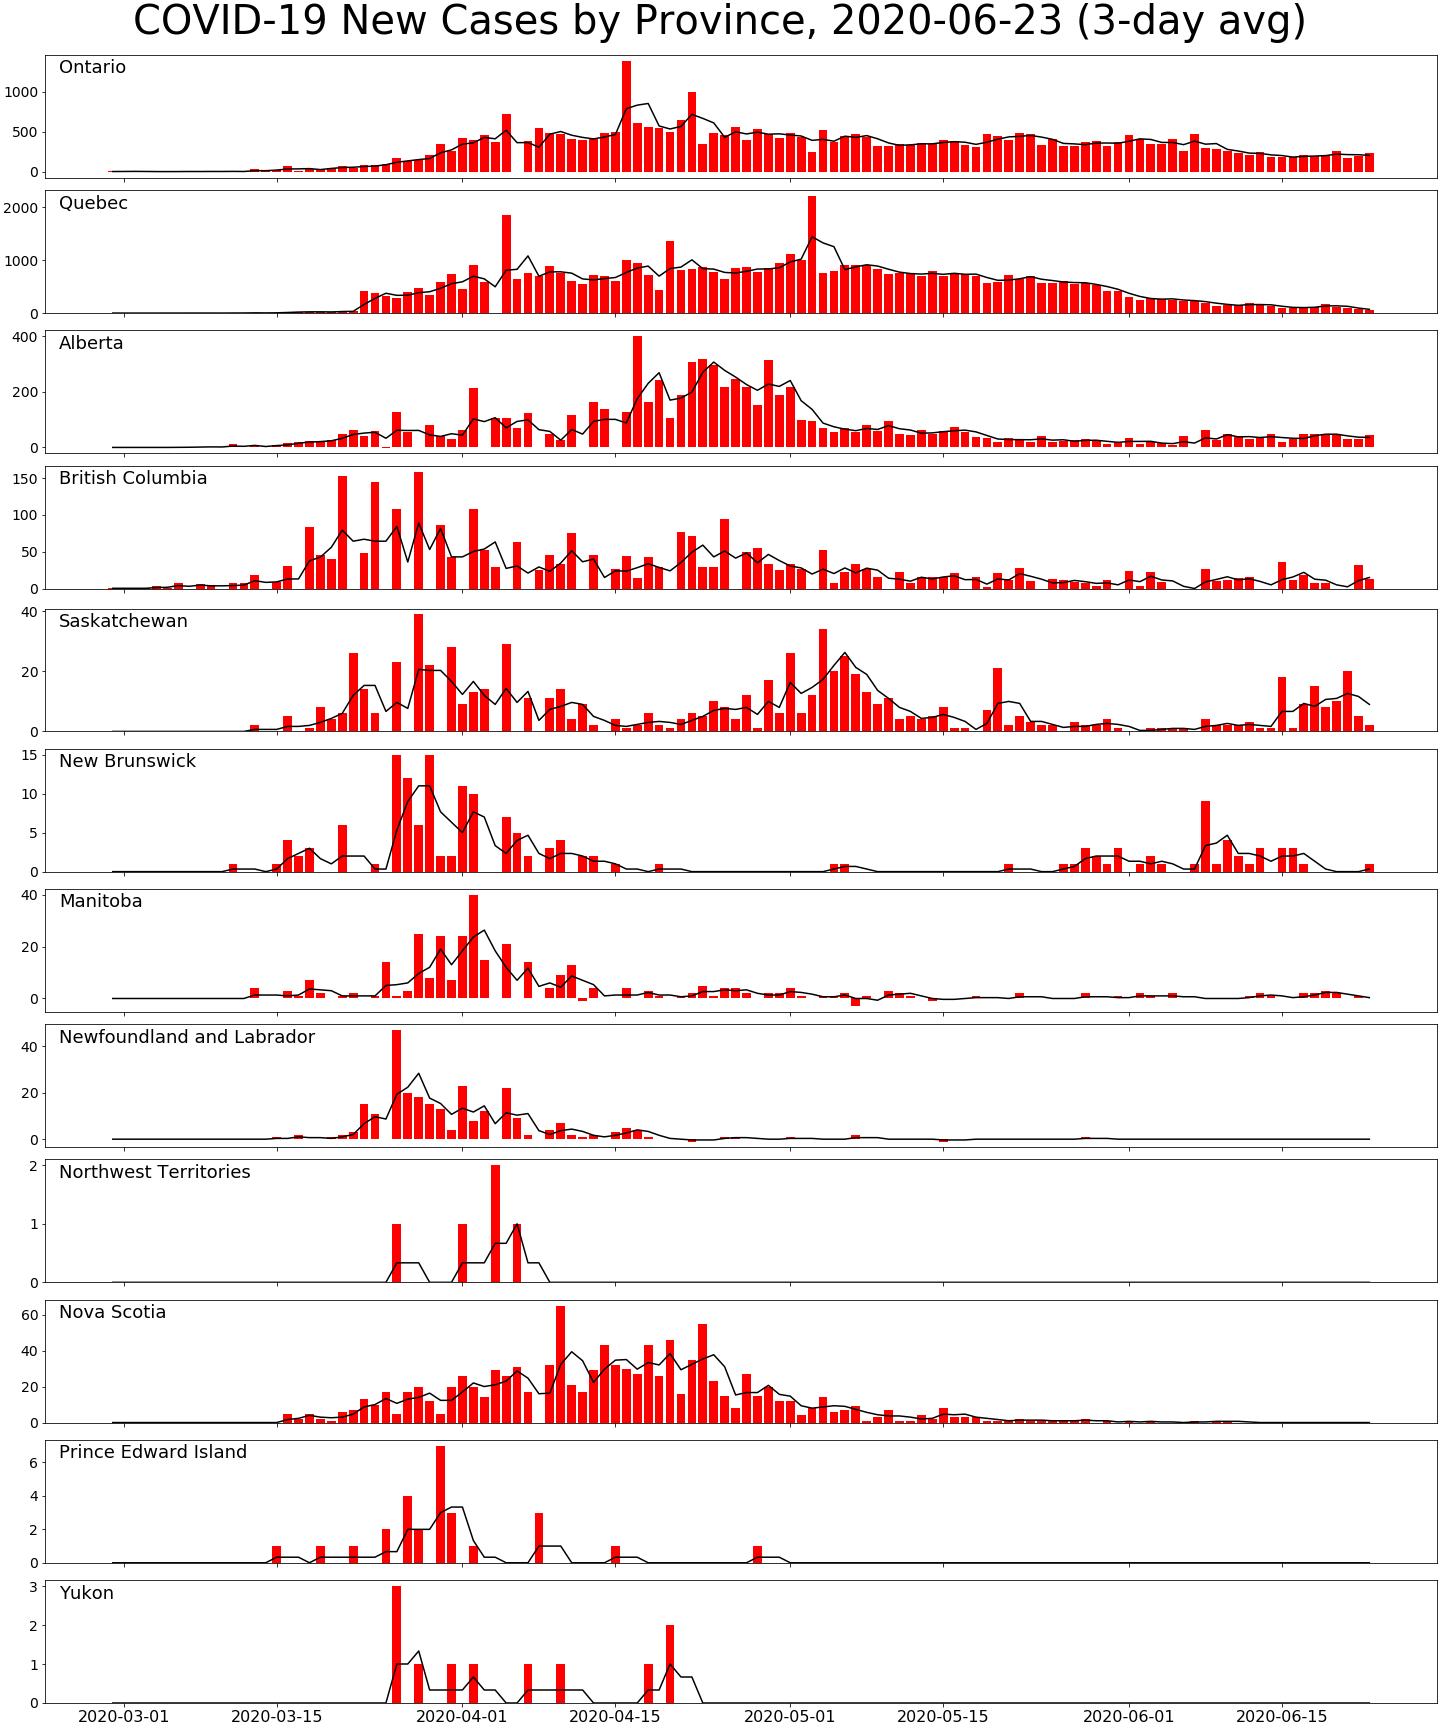 COVID-19 New Cases by Province, 2020-06-23 (3-day avg)
Ontario
1000
500
0
Quebec
2000
1000
0
Alberta
400
200
0
British Columbia
150
100
50
0
Saskatchewan
40
20
0
New Brunswick
15
10
5
0
Manitoba
40
20
0
Newfoundland and Labrador
40
20
0
Northwest Territories
2
1
0
Nova Scotia
60
40
20
0
Prince Edward Island
6
4
2
0
Yukon
3
2
1
0
2020-03-01 2020-03-15 2020-04-01 2020-04-15 2020-05-01 2020-05-15 2020-06-01 2020-06-15